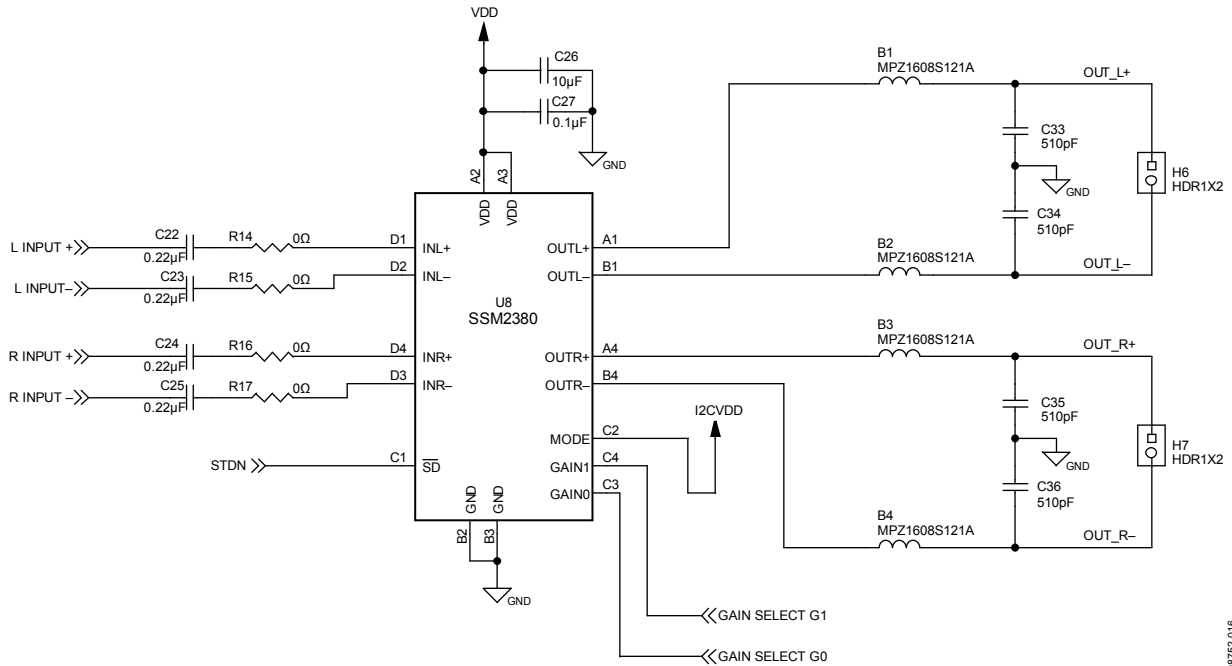 VDD
C26
10µF
C27
0.1µF
GND
A2
A3
VDD
VDD
L INPUT +
C22
0.22µF
R14
0Ω
D1
INL+
L INPUT–
C23
0.22µF
R15
0Ω
D2
INL–
R INPUT +
C24
0.22µF
R16
0Ω
D4
INR+
R INPUT –
C25
0.22µF
R17
0Ω
D3
INR–
STDN
C1
SD
U8
SSM2380
GND
GND
B2
B3
GND
OUTL+
A1
OUTL–
B1
OUTR+
A4
OUTR–
B4
MODE
C2
I2CVDD
GAIN1
C4
GAIN0
C3
GAIN SELECT G1
GAIN SELECT G0
B1
MPZ1608S121A
OUT_L+
C33
510pF
GND
C34
510pF
H6
HDR1X2
B2
MPZ1608S121A
OUT_L–
B3
MPZ1608S121A
OUT_R+
C35
510pF
GND
C36
510pF
H7
HDR1X2
B4
MPZ1608S121A
OUT_R–